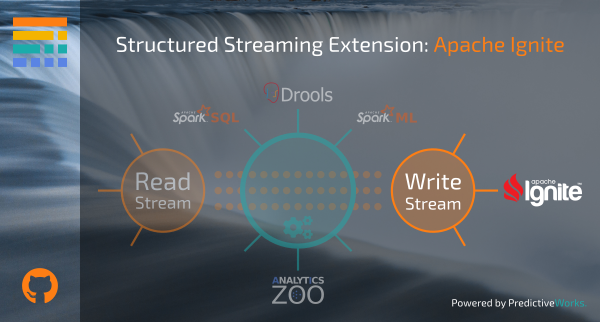 Structured Streaming Extension: Apache Ignite
Drools
APACHE Spark SQL
APACHE Spark ML
Read
Stream
Write
Stream
apache
Ignite™
ANALYTICS
ZOO
Powered by PredictiveWorks.